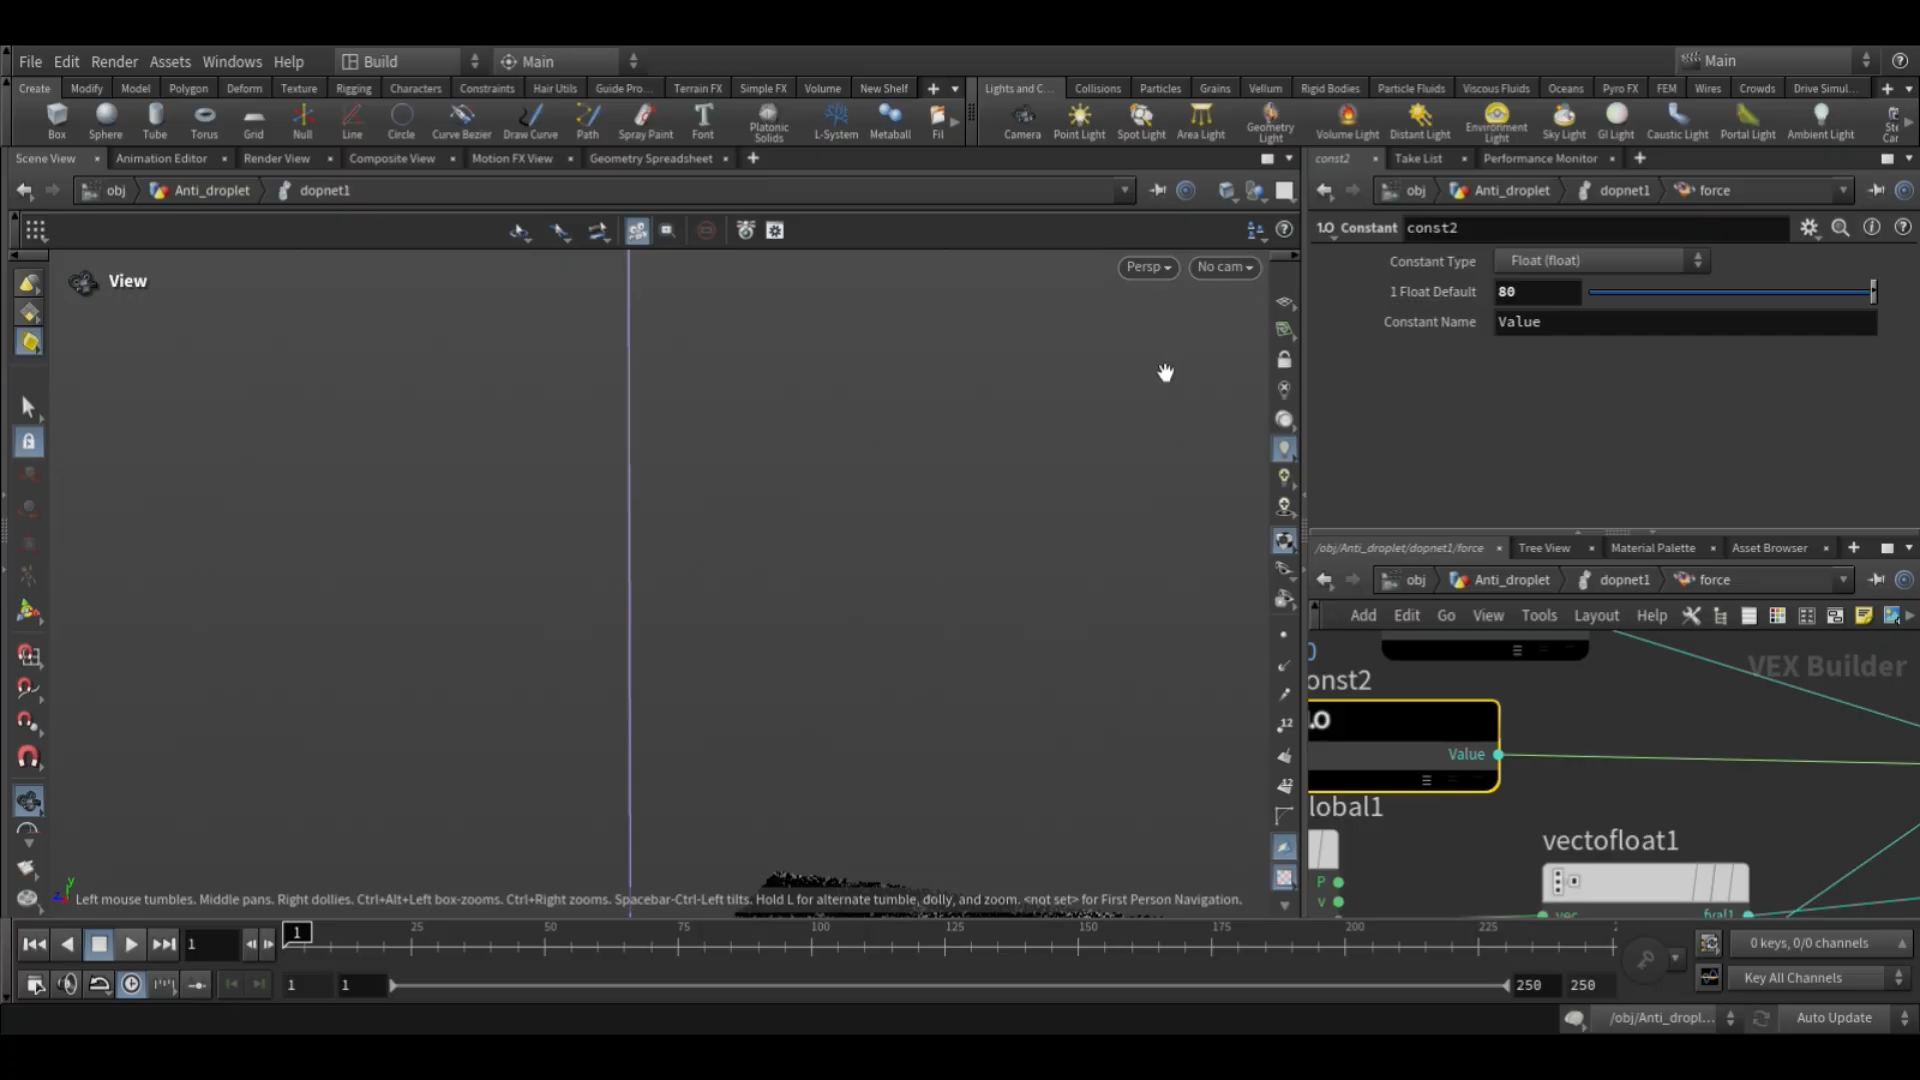 File Edit Render Assets Windows Help Build Main Main
Create Modify Model Polygon Deform Texture Rigging Characters Constraints Hair Utils Guide Pro... Terrain FX Simple FX Volume New Shelf Lights and C... Collisions Particles Grains Vellum Rigid Bodies Particle Fluids Viscous Fluids Oceans Pyro FX FEM Wires Crowds Drive Simul...
Box Sphere Tube Torus Grid Null Line Circle Curve Bezier Draw Curve Path Spray Paint Font Platonic Solids L-System Metaball Fil Camera Point Light Spot Light Area Light Geometry Light Volume Light Distant Light Environment Light Sky Light GI Light Caustic Light Portal Light Ambient Light
Scene View Animation Editor Render View Composite View Motion FX View Geometry Spreadsheet const2 Take List Performance Monitor
obj Anti_droplet dopnet1 obj Anti_droplet dopnet1 force
1.0 Constant const2
View Persp No cam
Constant Type Float (float)
1 Float Default 80
Constant Name Value
/obj/Anti_droplet/dopnet1/force Tree View Material Palette Asset Browser
obj Anti_droplet dopnet1 force
Add Edit Go View Tools Layout Help
VEX Builder
onst2
Value
lobal1
vectofloat1
P
v
vec fval1
Left mouse tumbles. Middle pans. Right dollies. Ctrl+Alt+Left box-zooms. Ctrl+Right zooms. Spacebar-Ctrl-Left tilts. Hold L for alternate tumble, dolly, and zoom. <not set> for First Person Navigation.
1 1 25 50 75 100 125 150 175 200 225 0 keys, 0/0 channels
1 1 250 250 Key All Channels
/obj/Anti_dropl... Auto Update